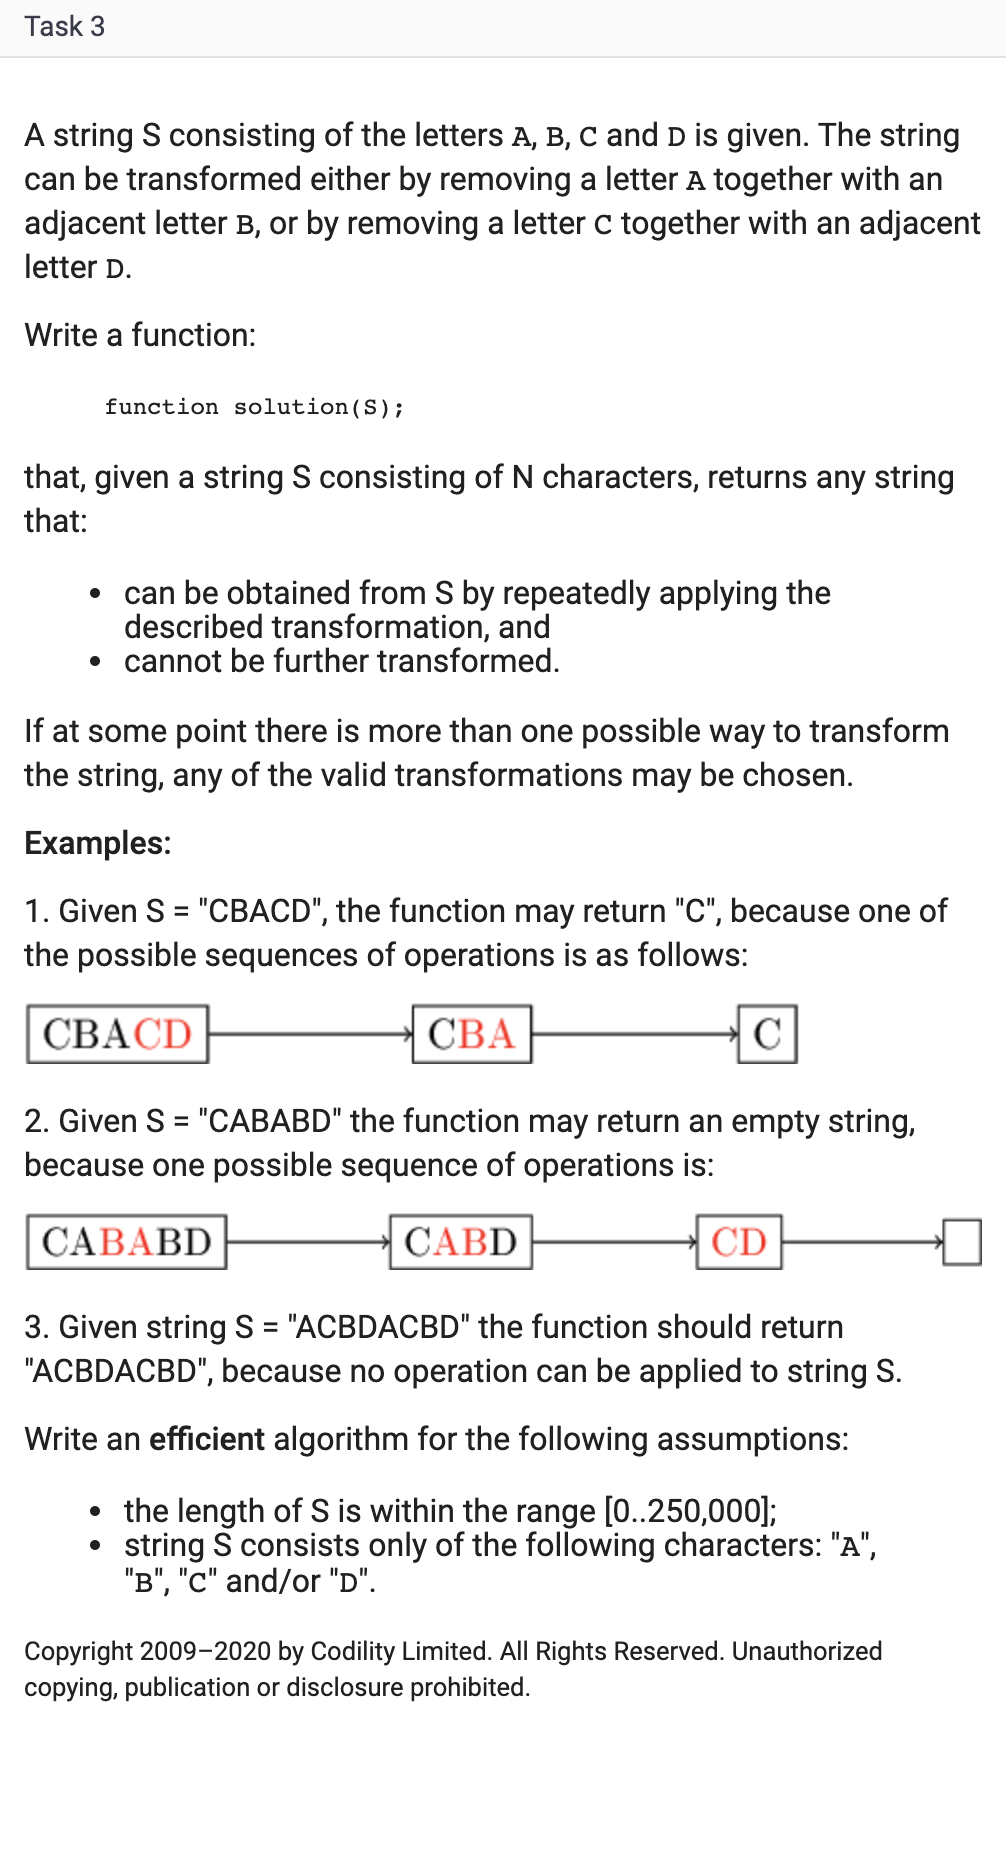 Task 3
A string S consisting of the letters A, B, C and D is given. The string
can be transformed either by removing a letter A together with an
adjacent letter B, or by removing a letter C together with an adjacent
letter D.
Write a function:
function solution(S);
that, given a string S consisting of N characters, returns any string
that:
• can be obtained from S by repeatedly applying the
described transformation, and
• cannot be further transformed.
If at some point there is more than one possible way to transform
the string, any of the valid transformations may be chosen.
Examples:
1. Given S = "CBACD", the function may return "C", because one of
the possible sequences of operations is as follows:
CBACD CBA C
2. Given S = "CABABD" the function may return an empty string,
because one possible sequence of operations is:
CABABD CABD CD
3. Given string S = "ACBDACBD" the function should return
"ACBDACBD", because no operation can be applied to string S.
Write an efficient algorithm for the following assumptions:
• the length of S is within the range [0..250,000];
• string S consists only of the following characters: "A",
"B", "C" and/or "D".
Copyright 2009–2020 by Codility Limited. All Rights Reserved. Unauthorized
copying, publication or disclosure prohibited.